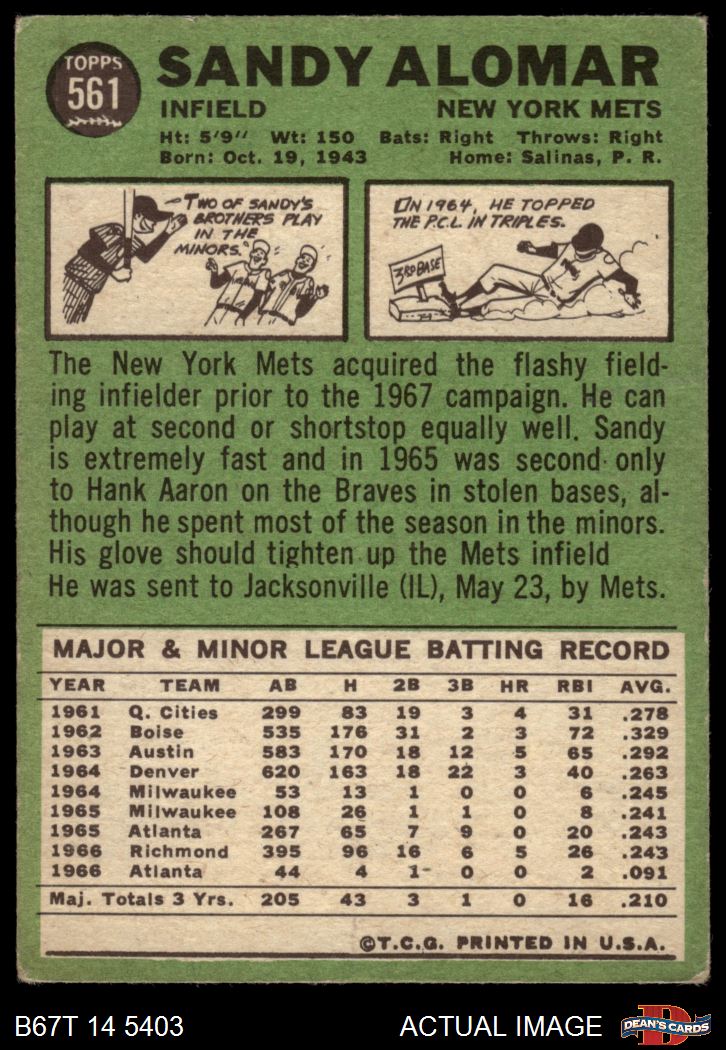 TOPPS
561
SANDY ALOMAR
INFIELD NEW YORK METS
Ht: 5'9" Wt: 150 Bats: Right Throws: Right
Born: Oct. 19, 1943 Home: Salinas, P. R.
TWO OF SANDY'S
BROTHERS PLAY
IN THE
MINORS.
IN 1964, HE TOPPED
THE P.C.L. IN TRIPLES.
3RD BASE
The New York Mets acquired the flashy field-
ing infielder prior to the 1967 campaign. He can
play at second or shortstop equally well. Sandy
is extremely fast and in 1965 was second only
to Hank Aaron on the Braves in stolen bases, al-
though he spent most of the season in the minors.
His glove should tighten up the Mets infield
He was sent to Jacksonville (IL), May 23, by Mets.
MAJOR & MINOR LEAGUE BATTING RECORD
YEAR TEAM AB H 2B 3B HR RBI AVG.
1961 Q. Cities 299 83 19 3 4 31 .278
1962 Boise 535 176 31 2 3 72 .329
1963 Austin 583 170 18 12 5 65 .292
1964 Denver 620 163 18 22 3 40 .263
1964 Milwaukee 53 13 1 0 0 6 .245
1965 Milwaukee 108 26 1 1 0 8 .241
1965 Atlanta 267 65 7 9 0 20 .243
1966 Richmond 395 96 16 6 5 26 .243
1966 Atlanta 44 4 1 0 0 2 .091
Maj. Totals 3 Yrs. 205 43 3 1 0 16 .210
©T.C.G. PRINTED IN U.S.A.
B67T 14 5403 ACTUAL IMAGE
D
DEAN'S CARDS